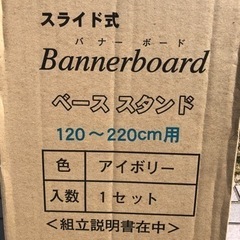 スライド式
バナーボード
Bannerboard
ベース スタンド
120～220cm用
色 アイボリー
入数 1セット
＜組立説明書在中＞